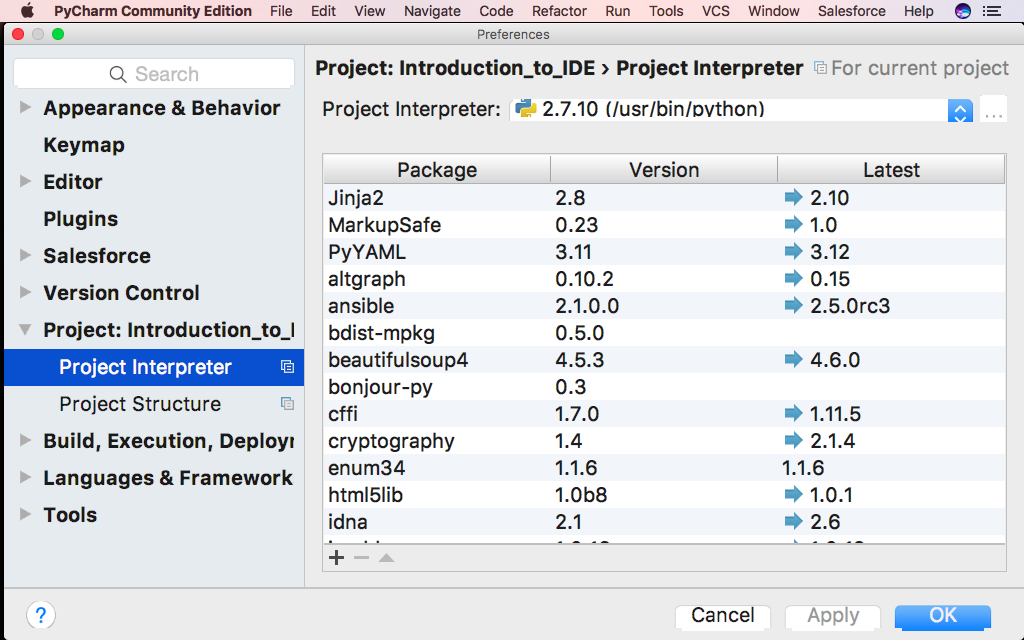 PyCharm Community Edition File Edit View Navigate Code Refactor Run Tools VCS Window Salesforce Help
Preferences
Search
Appearance & Behavior
Keymap
Editor
Plugins
Salesforce
Version Control
Project: Introduction_to_I
Project Interpreter
Project Structure
Build, Execution, Deployr
Languages & Framework
Tools
Project: Introduction_to_IDE › Project Interpreter For current project
Project Interpreter: 2.7.10 (/usr/bin/python) ...
Package Version Latest
Jinja2 2.8 2.10
MarkupSafe 0.23 1.0
PyYAML 3.11 3.12
altgraph 0.10.2 0.15
ansible 2.1.0.0 2.5.0rc3
bdist-mpkg 0.5.0
beautifulsoup4 4.5.3 4.6.0
bonjour-py 0.3
cffi 1.7.0 1.11.5
cryptography 1.4 2.1.4
enum34 1.1.6 1.1.6
html5lib 1.0b8 1.0.1
idna 2.1 2.6
?
Cancel Apply OK